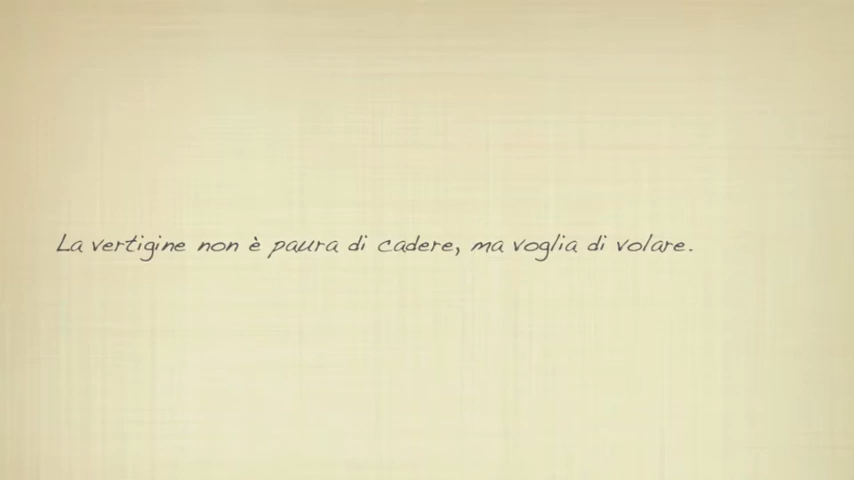 La vertigine non è paura di cadere, ma voglia di volare.